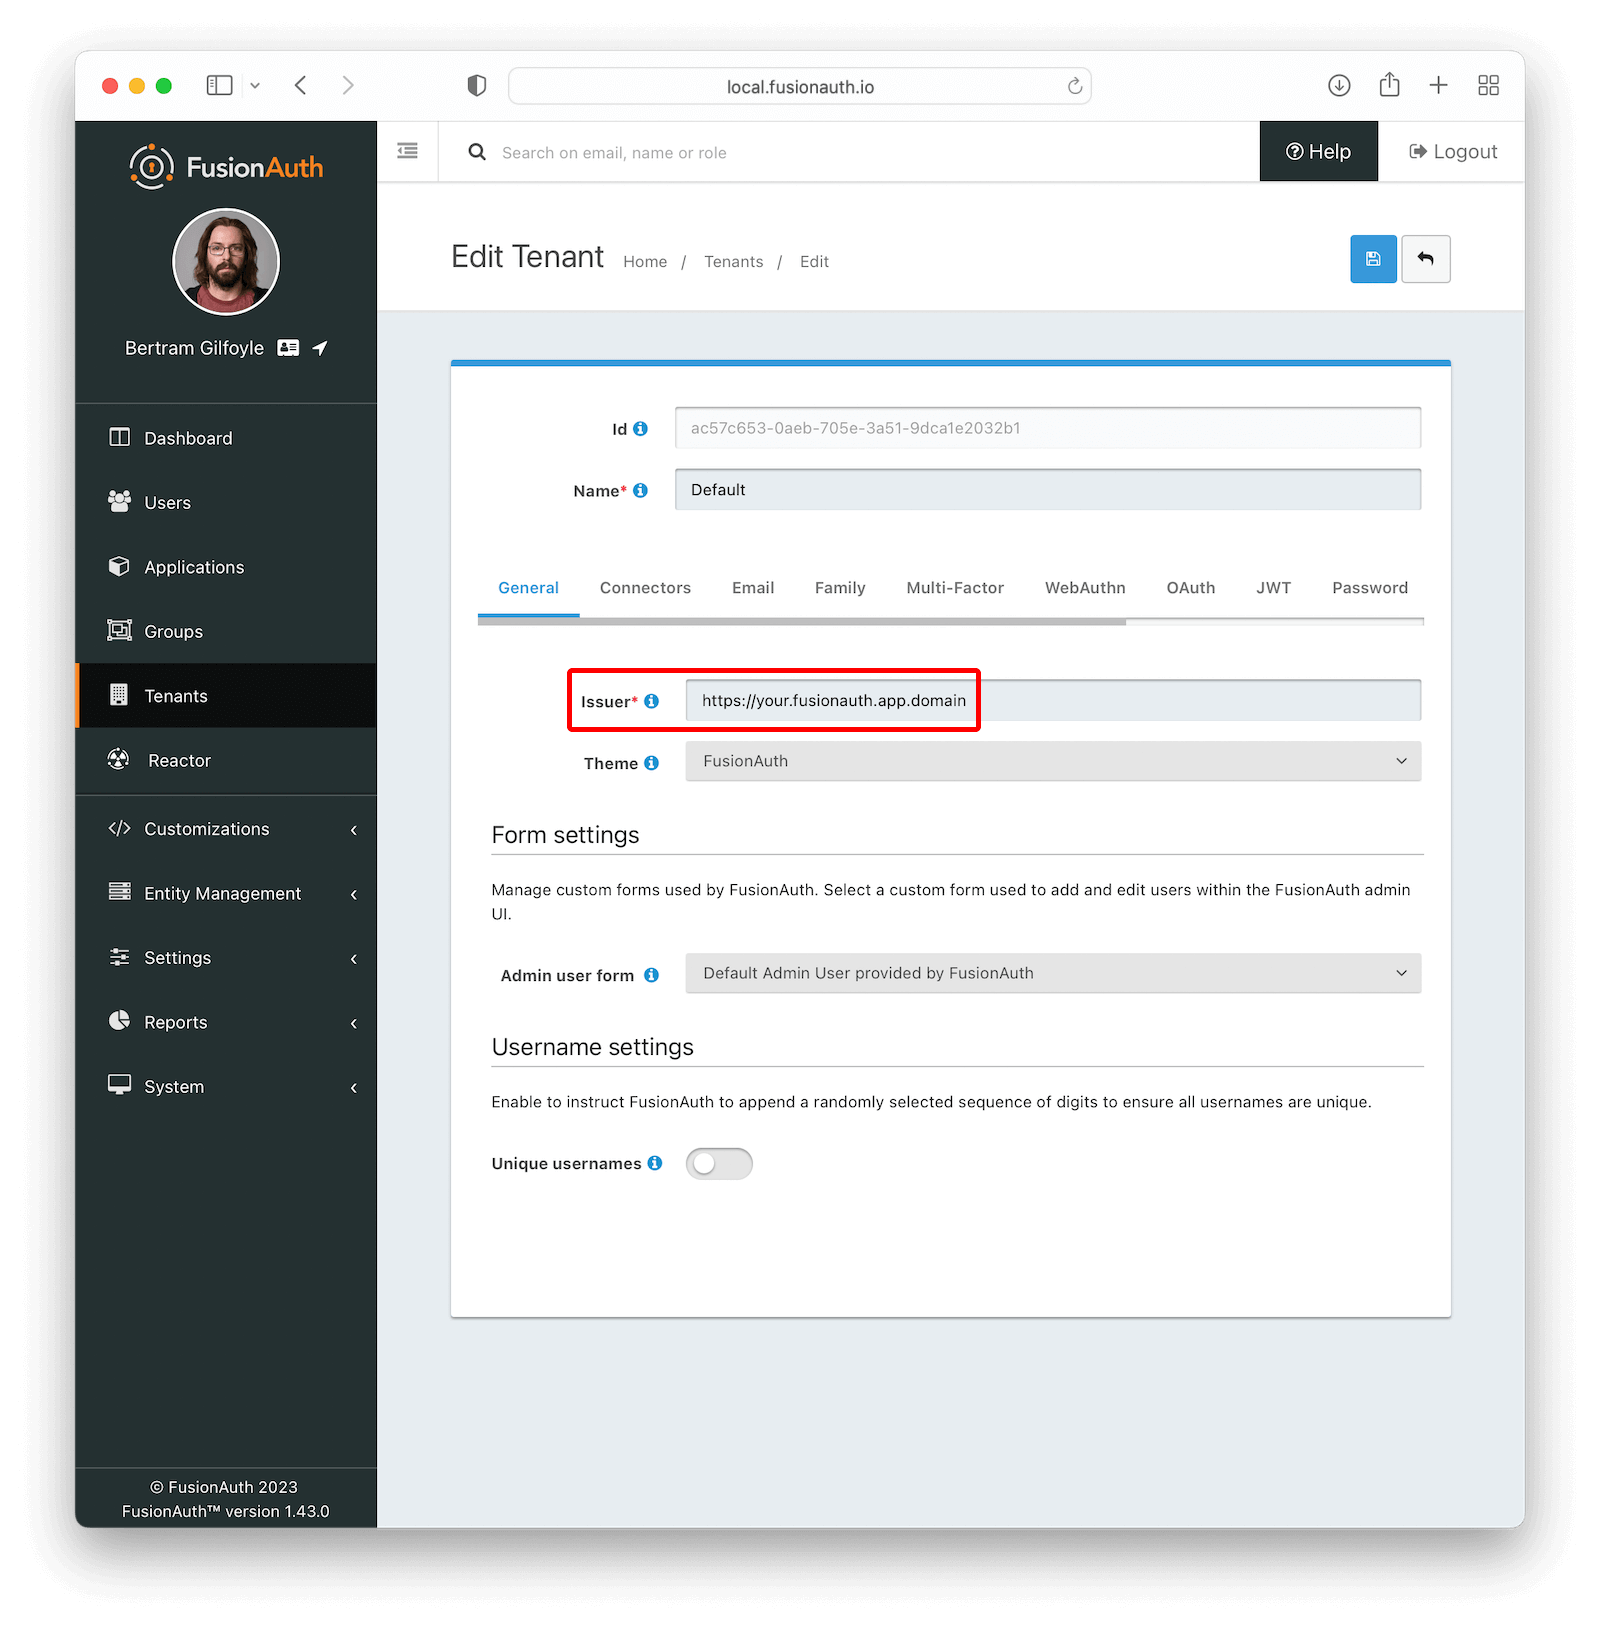 local.fusionauth.io
FusionAuth
Search on email, name or role
Help
Logout
Bertram Gilfoyle
Edit Tenant
Home / Tenants / Edit
Dashboard
Users
Applications
Groups
Tenants
Reactor
Customizations
Entity Management
Settings
Reports
System
© FusionAuth 2023
FusionAuth™ version 1.43.0
Id ac57c653-0aeb-705e-3a51-9dca1e2032b1
Name* Default
General Connectors Email Family Multi-Factor WebAuthn OAuth JWT Password
Issuer* https://your.fusionauth.app.domain
Theme FusionAuth
Form settings
Manage custom forms used by FusionAuth. Select a custom form used to add and edit users within the FusionAuth admin
UI.
Admin user form Default Admin User provided by FusionAuth
Username settings
Enable to instruct FusionAuth to append a randomly selected sequence of digits to ensure all usernames are unique.
Unique usernames